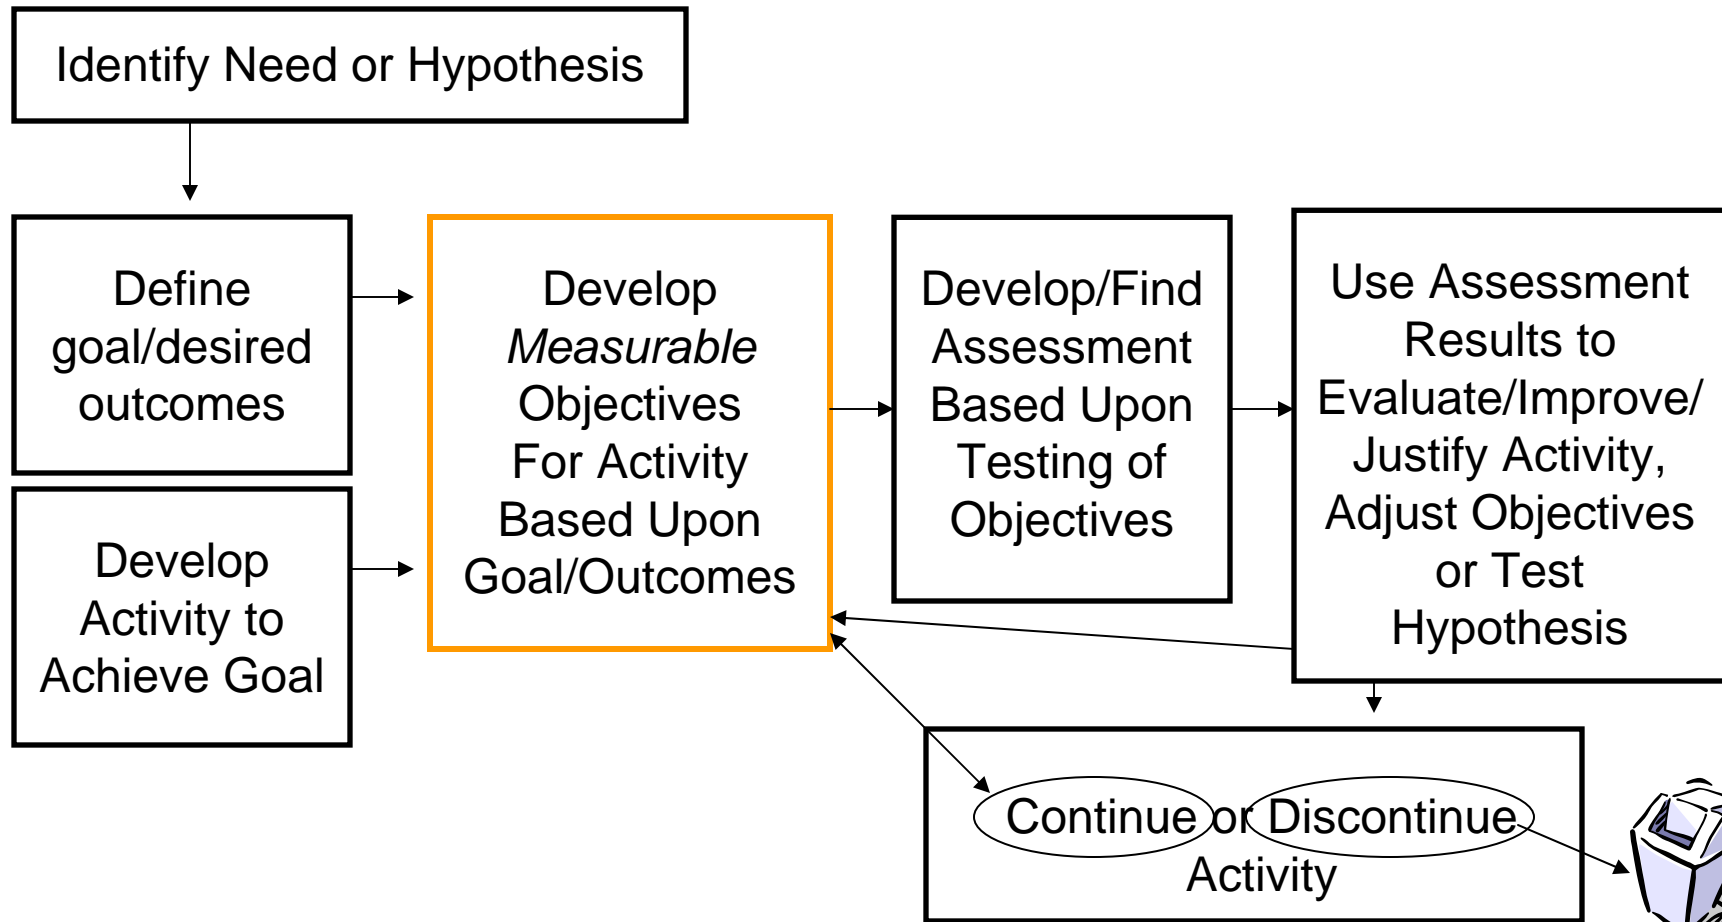 Identify Need or Hypothesis
Define
goal/desired
outcomes
Develop
Activity to
Achieve Goal
Develop
Measurable
Objectives
For Activity
Based Upon
Goal/Outcomes
Develop/Find
Assessment
Based Upon
Testing of
Objectives
Use Assessment
Results to
Evaluate/Improve/
Justify Activity,
Adjust Objectives
or Test
Hypothesis
Continue or Discontinue
Activity